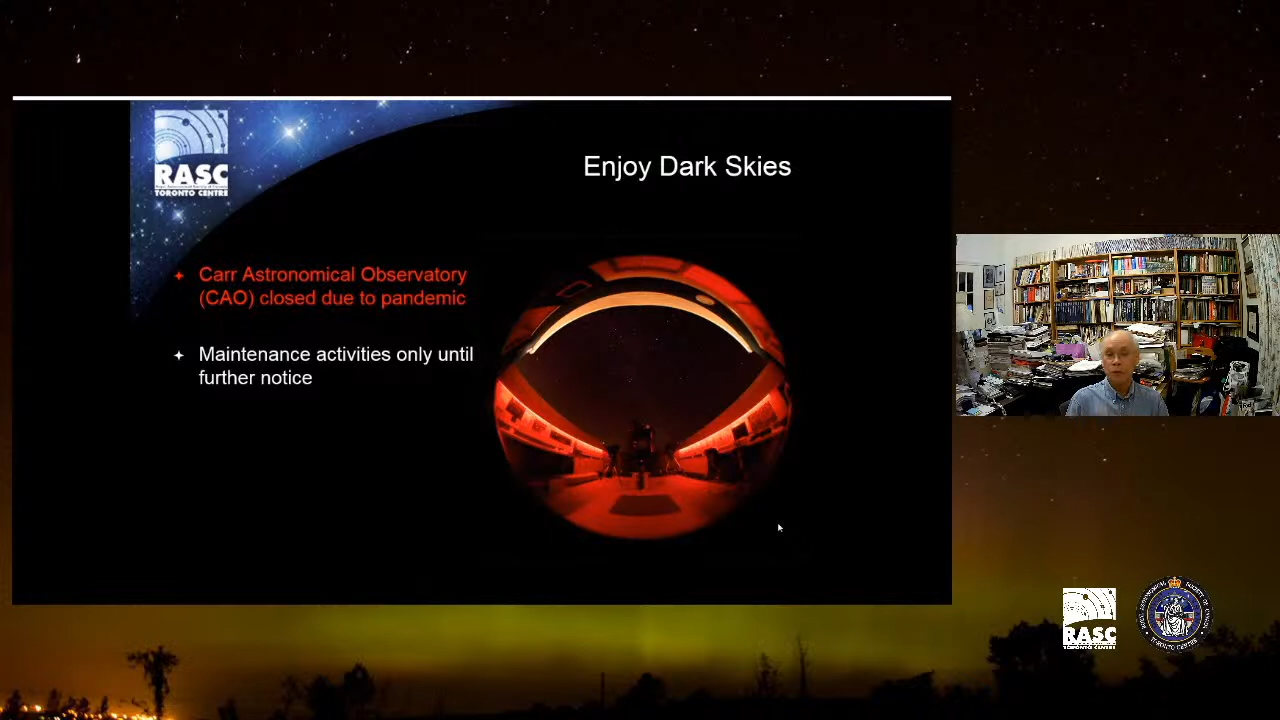 RASC
TORONTO CENTRE
Enjoy Dark Skies
Carr Astronomical Observatory
(CAO) closed due to pandemic
Maintenance activities only until
further notice
RASC
TORONTO CENTRE